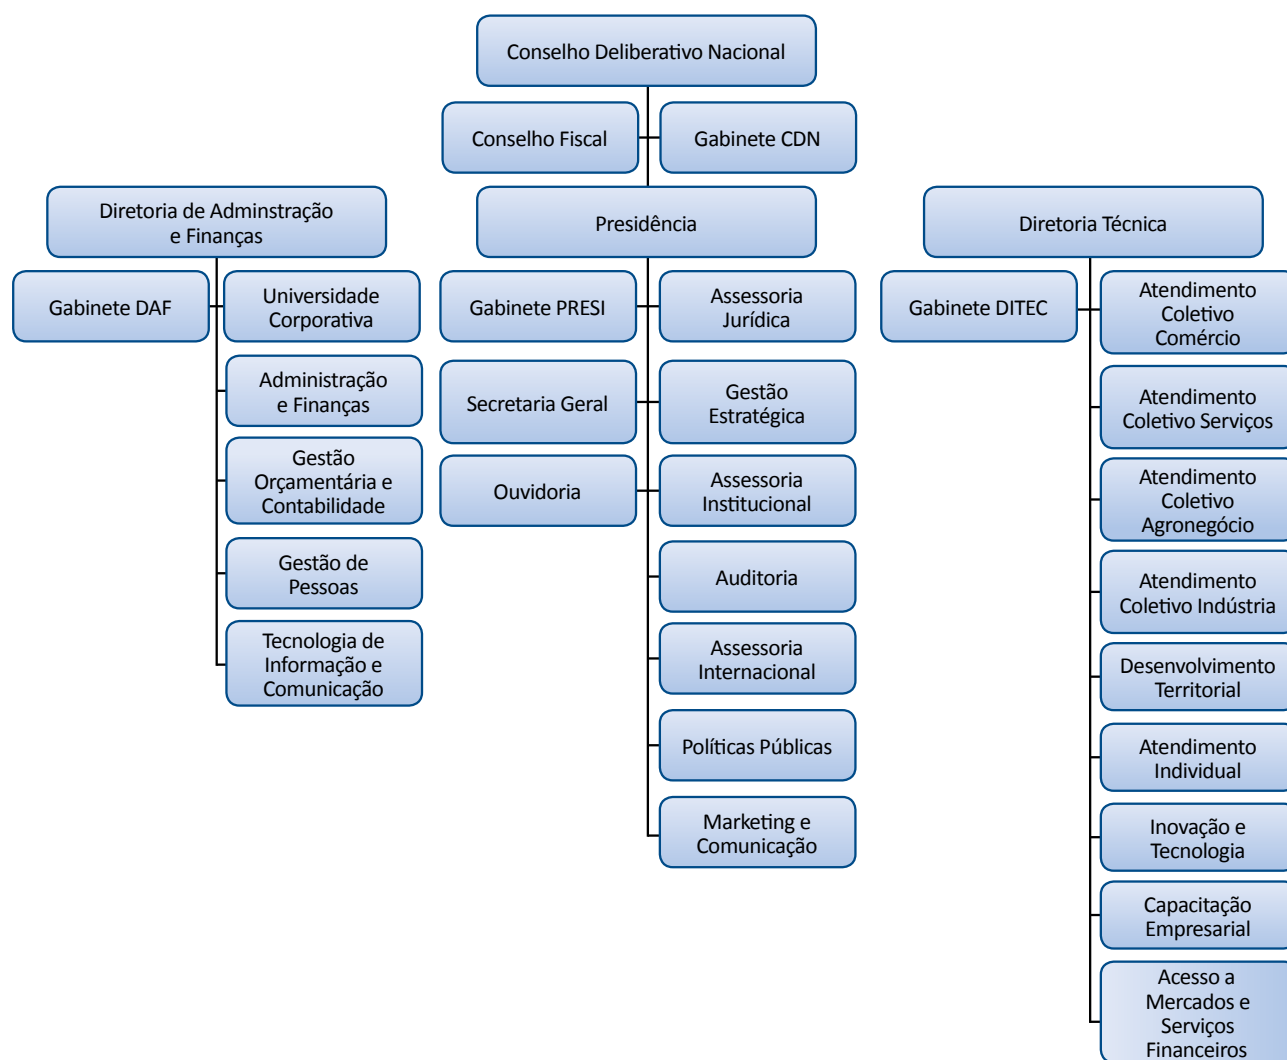 Conselho Deliberativo Nacional
Conselho Fiscal
Gabinete CDN
Diretoria de Adminstração
e Finanças
Presidência
Diretoria Técnica
Gabinete DAF
Universidade
Corporativa
Administração
e Finanças
Gestão
Orçamentária e
Contabilidade
Gestão de
Pessoas
Tecnologia de
Informação e
Comunicação
Gabinete PRESI
Assessoria
Jurídica
Secretaria Geral
Gestão
Estratégica
Ouvidoria
Assessoria
Institucional
Auditoria
Assessoria
Internacional
Políticas Públicas
Marketing e
Comunicação
Gabinete DITEC
Atendimento
Coletivo
Comércio
Atendimento
Coletivo Serviços
Atendimento
Coletivo
Agronegócio
Atendimento
Coletivo Indústria
Desenvolvimento
Territorial
Atendimento
Individual
Inovação e
Tecnologia
Capacitação
Empresarial
Acesso a
Mercados e
Serviços
Financeiros